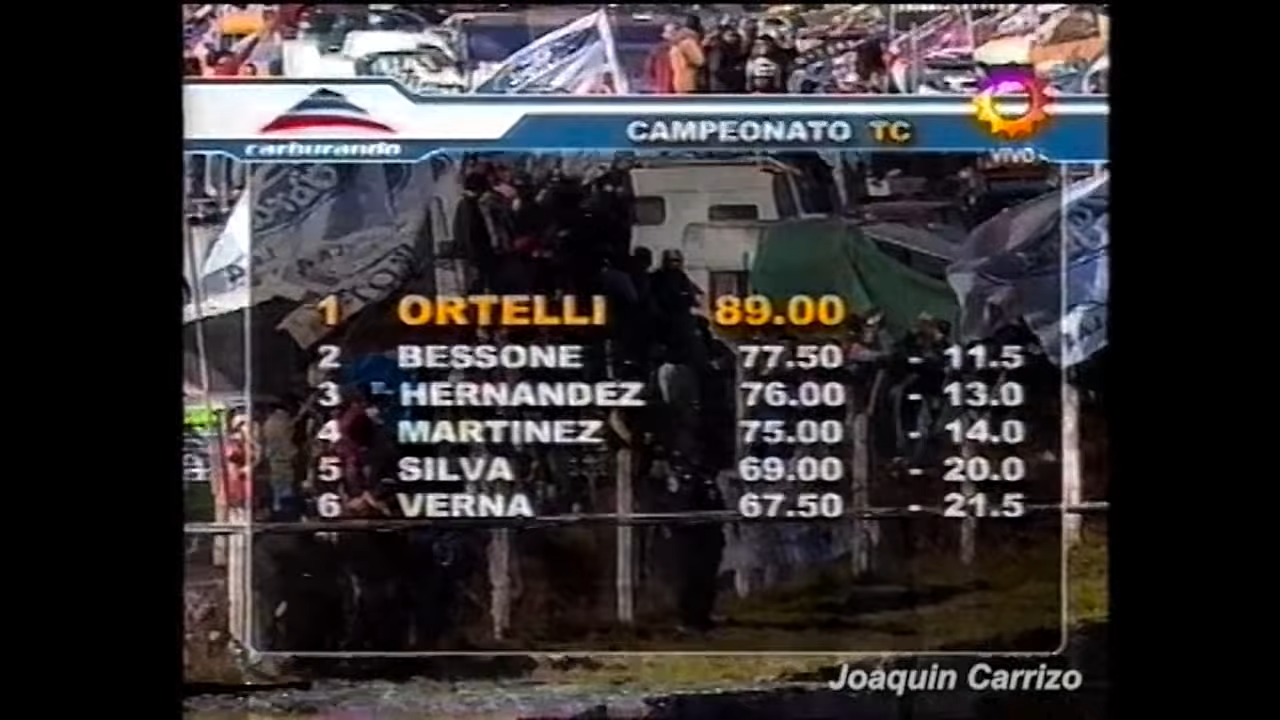 CAMPEONATO TC
carburando
VIVO
1 ORTELLI 89.00
2 BESSONE 77.50 - 11.5
3 HERNANDEZ 76.00 - 13.0
4 MARTINEZ 75.00 - 14.0
5 SILVA 69.00 - 20.0
6 VERNA 67.50 - 21.5
Joaquin Carrizo